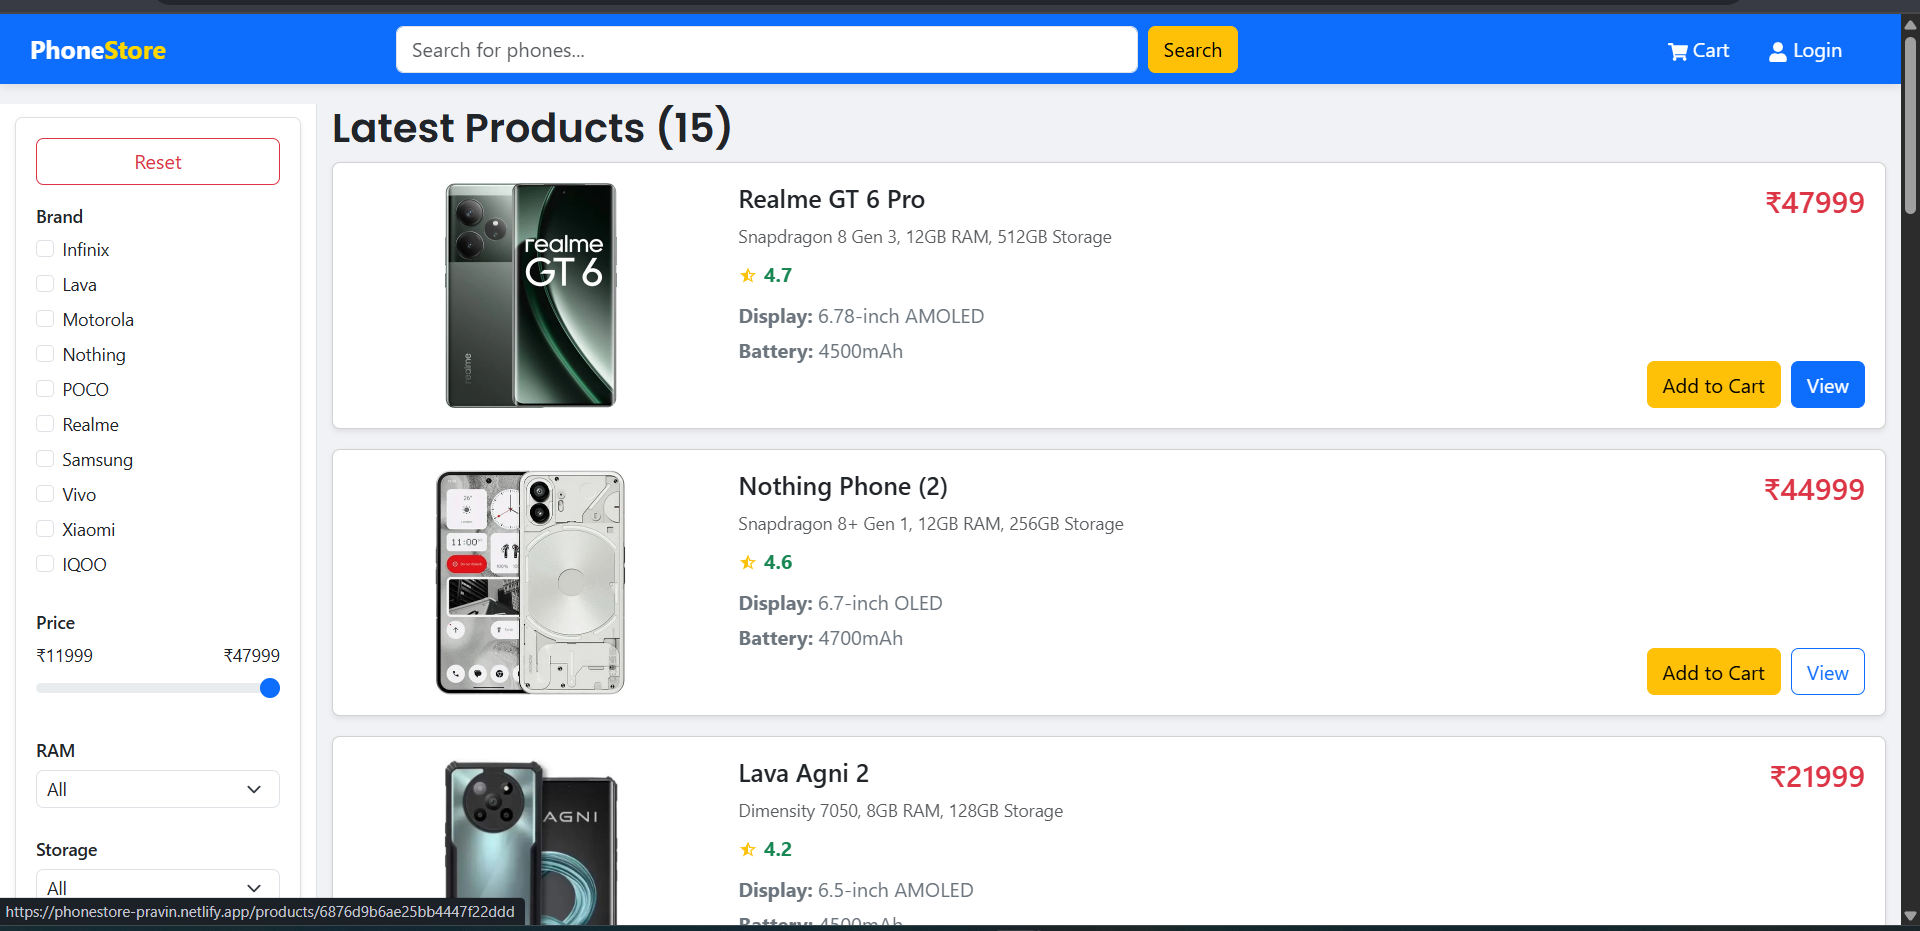 PhoneStore
Search for phones...
Search
Cart
Login
Reset
Brand
Infinix
Lava
Motorola
Nothing
POCO
Realme
Samsung
Vivo
Xiaomi
IQOO
Price
₹11999 ₹47999
RAM
All
Storage
All
Latest Products (15)
realme
GT 6
realme
Realme GT 6 Pro
₹47999
Snapdragon 8 Gen 3, 12GB RAM, 512GB Storage
4.7
Display: 6.78-inch AMOLED
Battery: 4500mAh
Add to Cart
View
11:00
Nothing Phone (2)
₹44999
Snapdragon 8+ Gen 1, 12GB RAM, 256GB Storage
4.6
Display: 6.7-inch OLED
Battery: 4700mAh
Add to Cart
View
AGNI
Lava Agni 2
₹21999
Dimensity 7050, 8GB RAM, 128GB Storage
4.2
Display: 6.5-inch AMOLED
Battery: 4500mAh
https://phonestore-pravin.netlify.app/products/6876d9b6ae25bb4447f22ddd